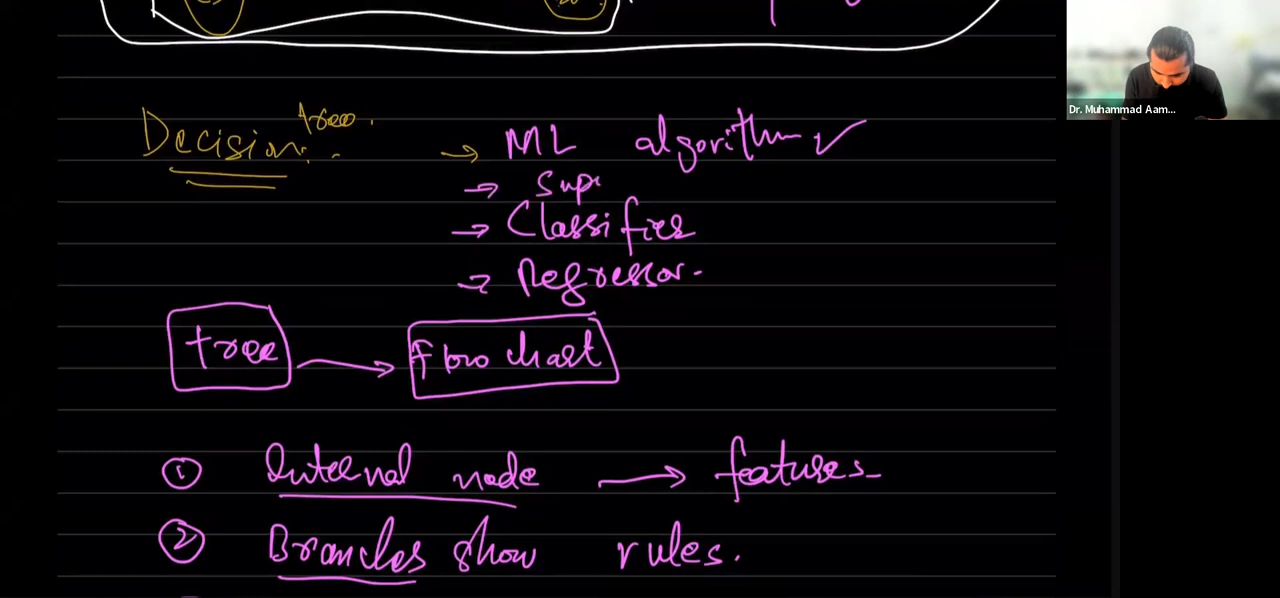 Dr. Muhammad Aam...
Decision tree.
→ ML algorithm ✓
→ Sup
→ Classifier
→ Regressor.
tree → flow chart
① Internal node → features
② Branches show rules.